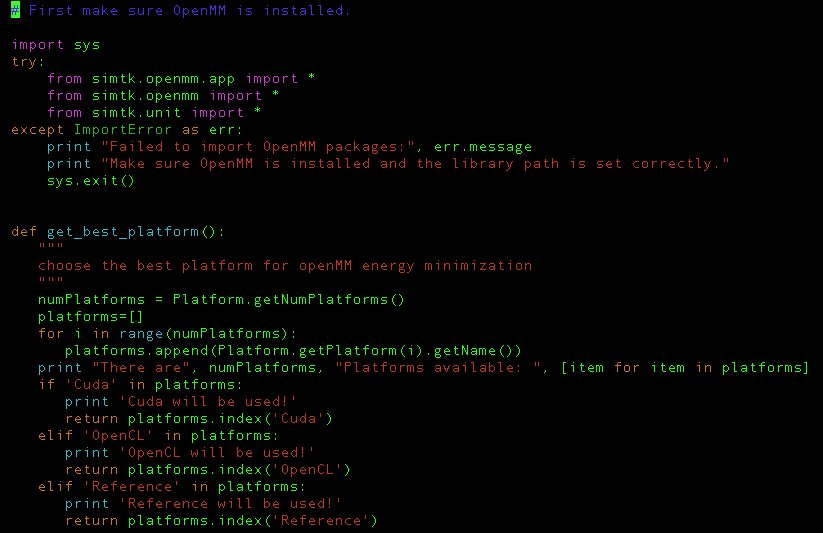 # First make sure OpenMM is installed.

import sys
try:
    from simtk.openmm.app import *
    from simtk.openmm import *
    from simtk.unit import *
except ImportError as err:
    print "Failed to import OpenMM packages:", err.message
    print "Make sure OpenMM is installed and the library path is set correctly."
    sys.exit()


def get_best_platform():
   """
   choose the best platform for openMM energy minimization
   """
   numPlatforms = Platform.getNumPlatforms()
   platforms=[]
   for i in range(numPlatforms):
      platforms.append(Platform.getPlatform(i).getName())
   print "There are", numPlatforms, "Platforms available: ", [item for item in platforms]
   if 'Cuda' in platforms:
      print 'Cuda will be used!'
      return platforms.index('Cuda')
   elif 'OpenCL' in platforms:
      print 'OpenCL will be used!'
      return platforms.index('OpenCL')
   elif 'Reference' in platforms:
      print 'Reference will be used!'
      return platforms.index('Reference')